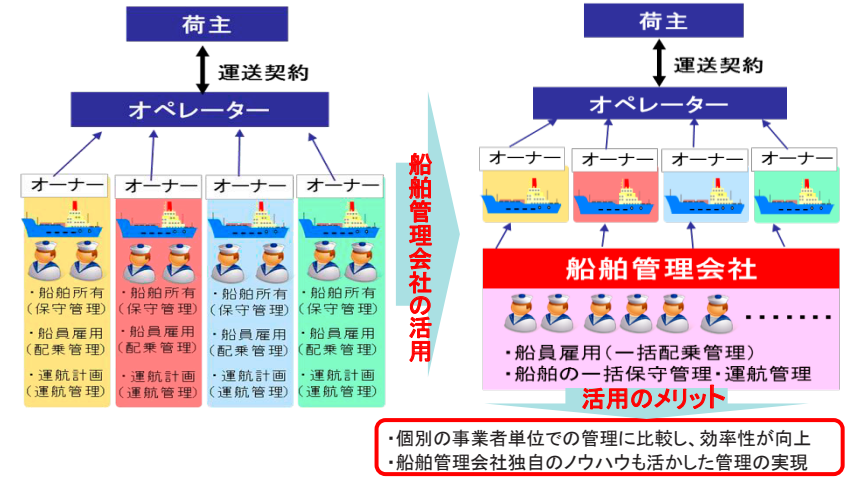 荷主
運送契約
オペレーター
オーナー
オーナー
オーナー
オーナー
・船舶所有
(保守管理)
・船員雇用
(配乗管理)
・運航計画
(運航管理)
・船舶所有
(保守管理)
・船員雇用
(配乗管理)
・運航計画
(運航管理)
・船舶所有
(保守管理)
・船員雇用
(配乗管理)
・運航計画
(運航管理)
・船舶所有
(保守管理)
・船員雇用
(配乗管理)
・運航計画
(運航管理)
船舶管理会社の活用
荷主
運送契約
オペレーター
オーナー
オーナー
オーナー
オーナー
船舶管理会社
・・・・・・・
・船員雇用(一括配乗管理)
・船舶の一括保守管理・運航管理
活用のメリット
・個別の事業者単位での管理に比較し、効率性が向上
・船舶管理会社独自のノウハウも活かした管理の実現